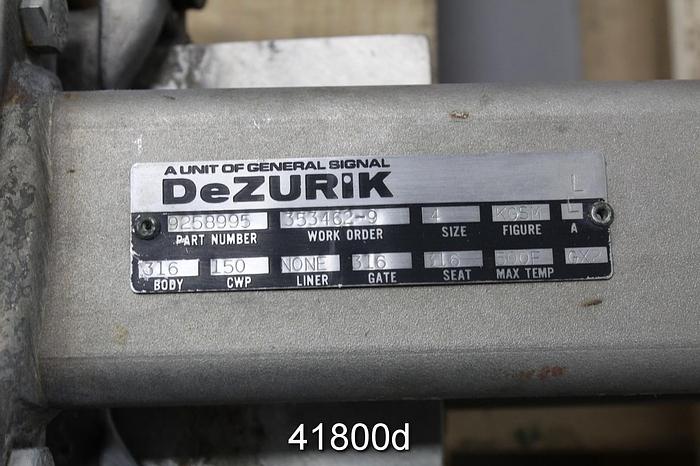 A UNIT OF GENERAL SIGNAL
DeZURIK
L
9258995 353462-9 4 L
PART NUMBER WORK ORDER SIZE FIGURE A
316 150 NONE 316 316 500F GX
BODY CWP LINER GATE SEAT MAX TEMP
41800d